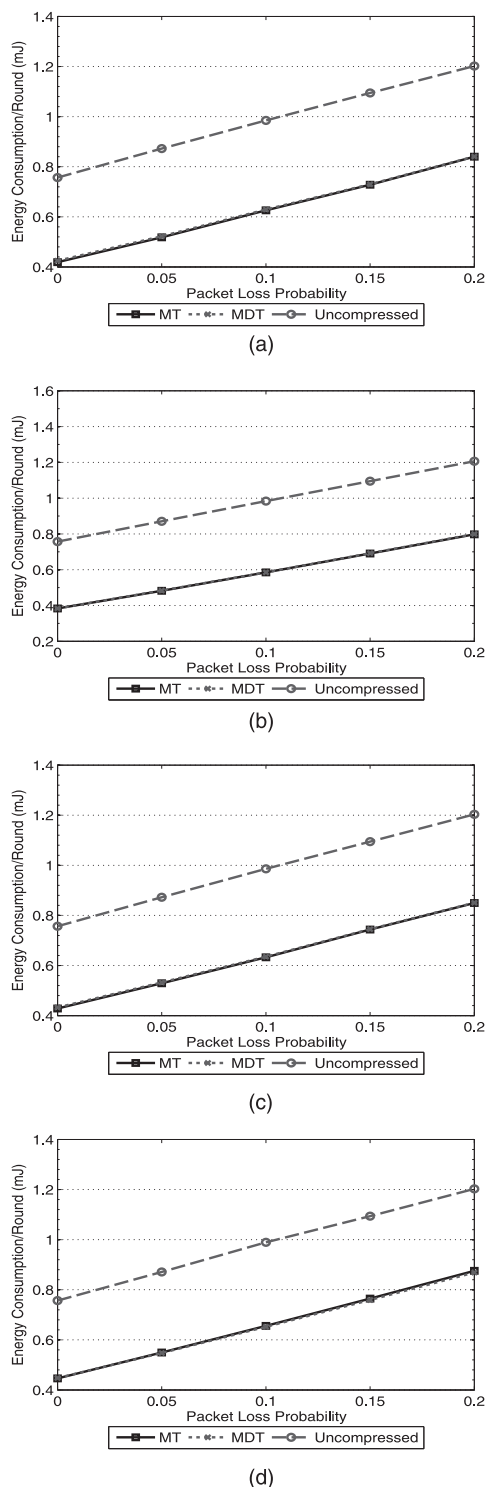 1.4
1.2
1
0.8
0.6
0.4
Energy Consumption/Round (mJ)
0 0.05 0.1 0.15 0.2
Packet Loss Probability
MT MDT Uncompressed
(a)
1.6
1.4
1.2
1
0.8
0.6
0.4
0.2
Energy Consumption/Round (mJ)
0 0.05 0.1 0.15 0.2
Packet Loss Probability
MT MDT Uncompressed
(b)
1.4
1.2
1
0.8
0.6
0.4
Energy Consumption/Round (mJ)
0 0.05 0.1 0.15 0.2
Packet Loss Probability
MT MDT Uncompressed
(c)
1.4
1.2
1
0.8
0.6
0.4
Energy Consumption/Round (mJ)
0 0.05 0.1 0.15 0.2
Packet Loss Probability
MT MDT Uncompressed
(d)